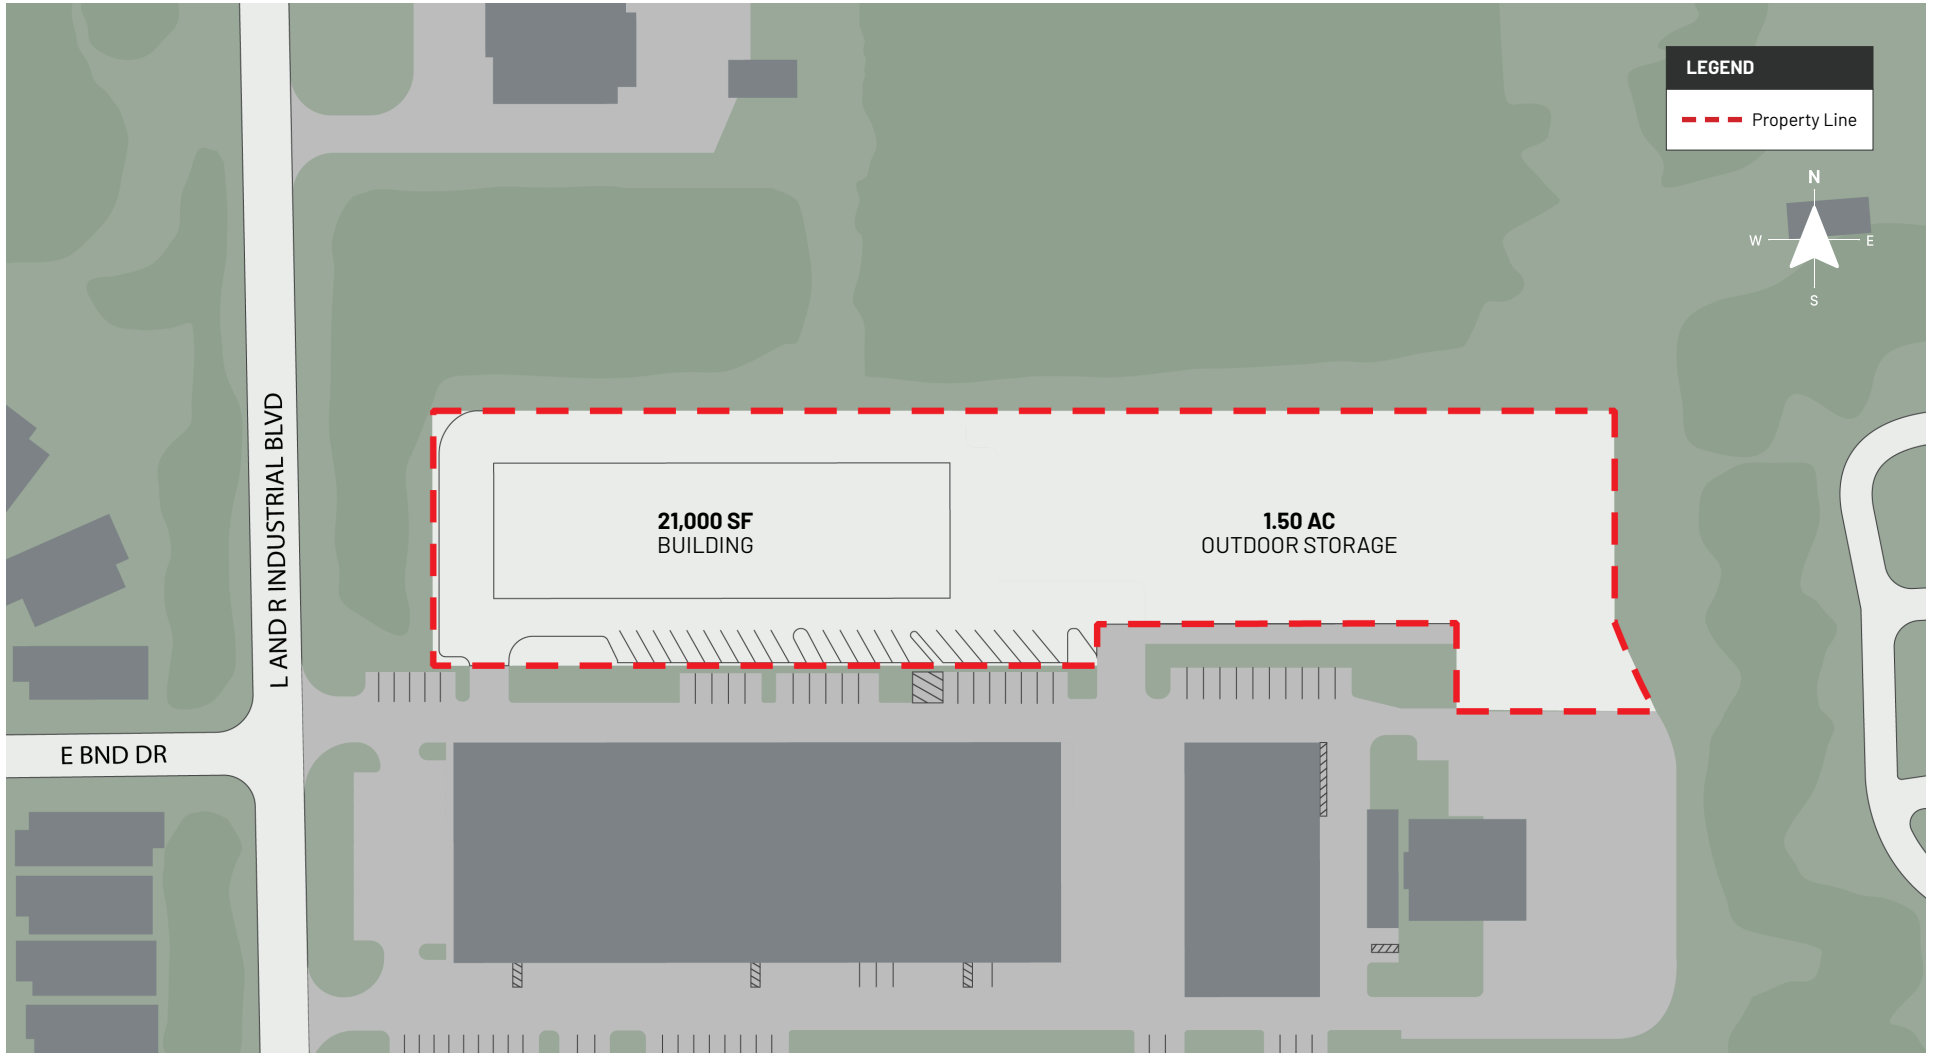 LEGEND
Property Line
N
W E
S
L AND R INDUSTRIAL BLVD
21,000 SF
BUILDING
1.50 AC
OUTDOOR STORAGE
E BND DR